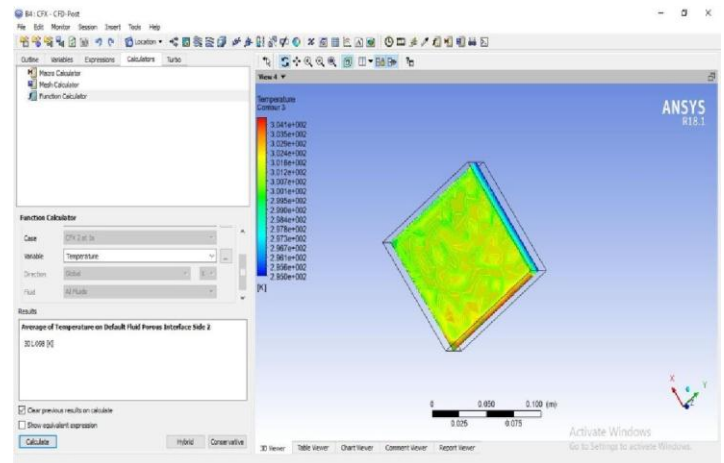 B4 : CFX - CFD-Post
File Edit Monitor Session Insert Tools Help
Location
Outline Variables Expressions Calculators Turbo
Macro Calculator
Mesh Calculator
Function Calculator
Function Calculator
Case
Variable Temperature
Direction Global X
Fluid All Fluids
Results
Average of Temperature on Default Fluid Porous Interface Side 2
Clear previous results on calculate
Show equivalent expression
Calculate Hybrid Conservative
View 4
Temperature
Contour 3
3.041e+002
3.035e+002
3.029e+002
3.024e+002
3.018e+002
3.012e+002
3.007e+002
3.001e+002
2.995e+002
2.990e+002
2.984e+002
2.978e+002
2.973e+002
2.967e+002
2.961e+002
2.956e+002
2.950e+002
[K]
ANSYS
R18.1
0 0.050 0.100 (m)
0.025 0.075
X
Y
Z
Activate Windows
Go to Settings to activate Windows.
3D Viewer Table Viewer Chart Viewer Comment Viewer Report Viewer